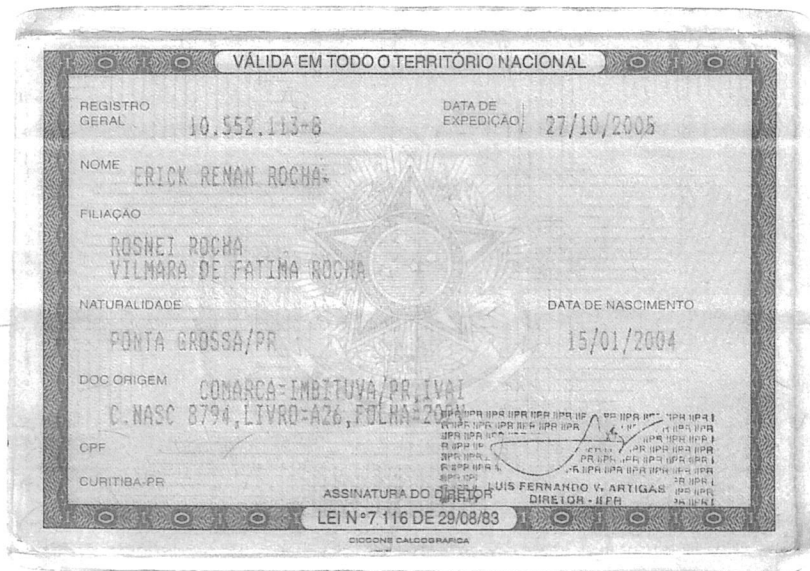 VÁLIDA EM TODO O TERRITÓRIO NACIONAL
REGISTRO GERAL 10.552.113-8 DATA DE EXPEDIÇÃO 27/10/2005
NOME ERICK RENAN ROCHA.
FILIAÇÃO
ROSNEI ROCHA
VILMARA DE FATIMA ROCHA
NATURALIDADE DATA DE NASCIMENTO
PONTA GROSSA/PR 15/01/2004
DOC ORIGEM COMARCA=IMBITUVA/PR,IVAI
C.NASC 8794,LIVRO=A26,FOLHA=
CPF
CURITIBA-PR
ASSINATURA DO DIRETOR
LUIS FERNANDO V. ARTIGAS
DIRETOR - IIPR
LEI Nº 7.116 DE 29/08/83